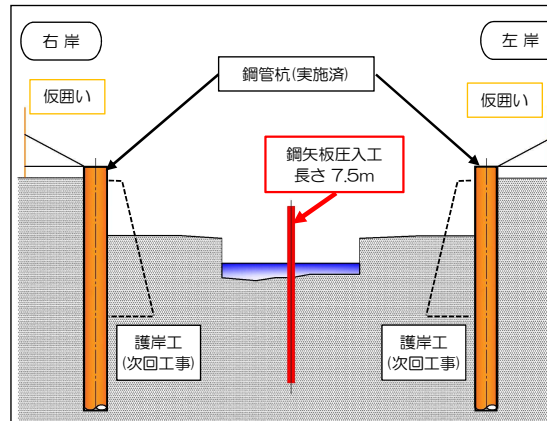 右 岸
左 岸
鋼管杭(実施済)
仮囲い
仮囲い
鋼矢板圧入工
長さ 7.5m
護岸工
(次回工事)
護岸工
(次回工事)